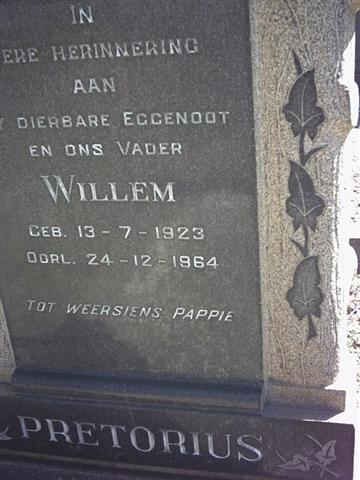 IN
ERE HERINNERING
AAN
DIERBARE EGGENOOT
EN ONS VADER
WILLEM
GEB. 13-7-1923
OORL. 24-12-1964
TOT WEERSIENS PAPPIE
PRETORIUS